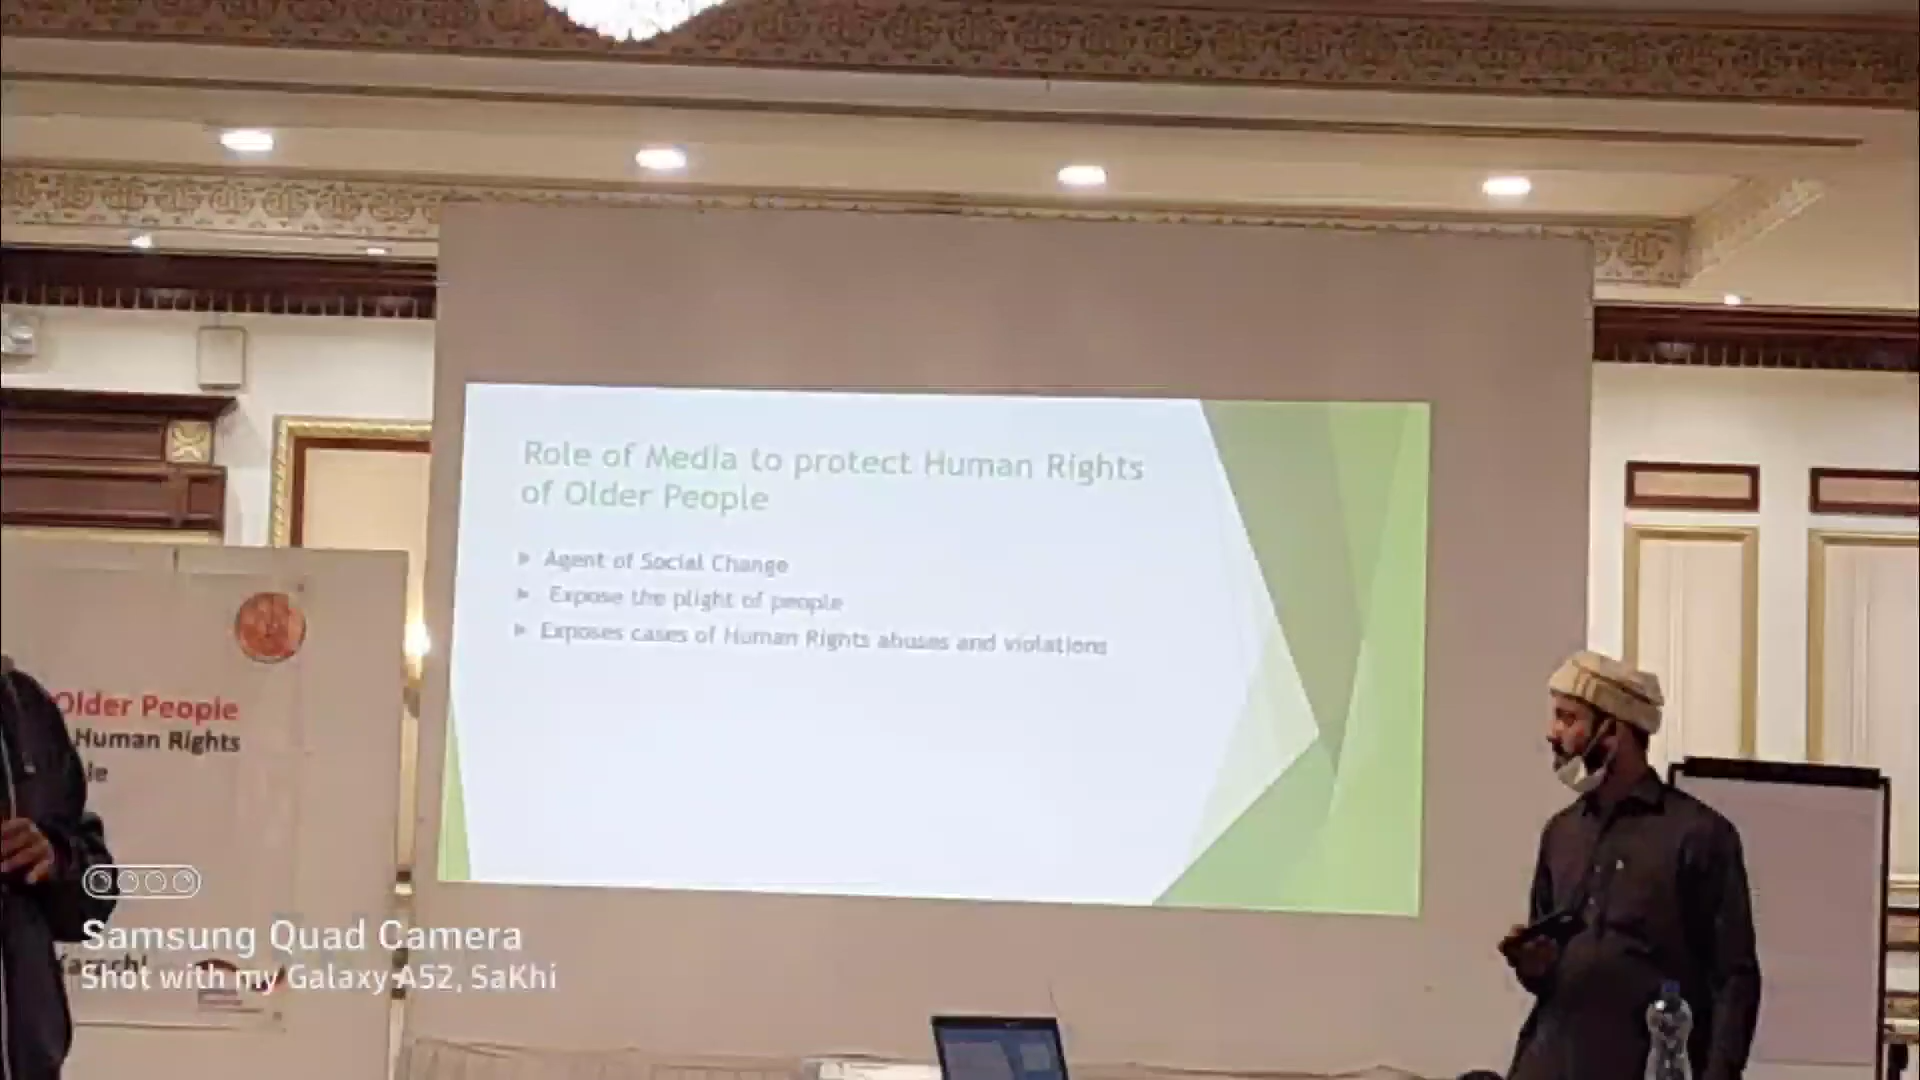 Role of Media to protect Human Rights
of Older People
Agent of Social Change
Expose the plight of people
Exposes cases of Human Rights abuses and violations
Older People
Human Rights
le
Karachi
Samsung Quad Camera
Shot with my Galaxy A52, SaKhi